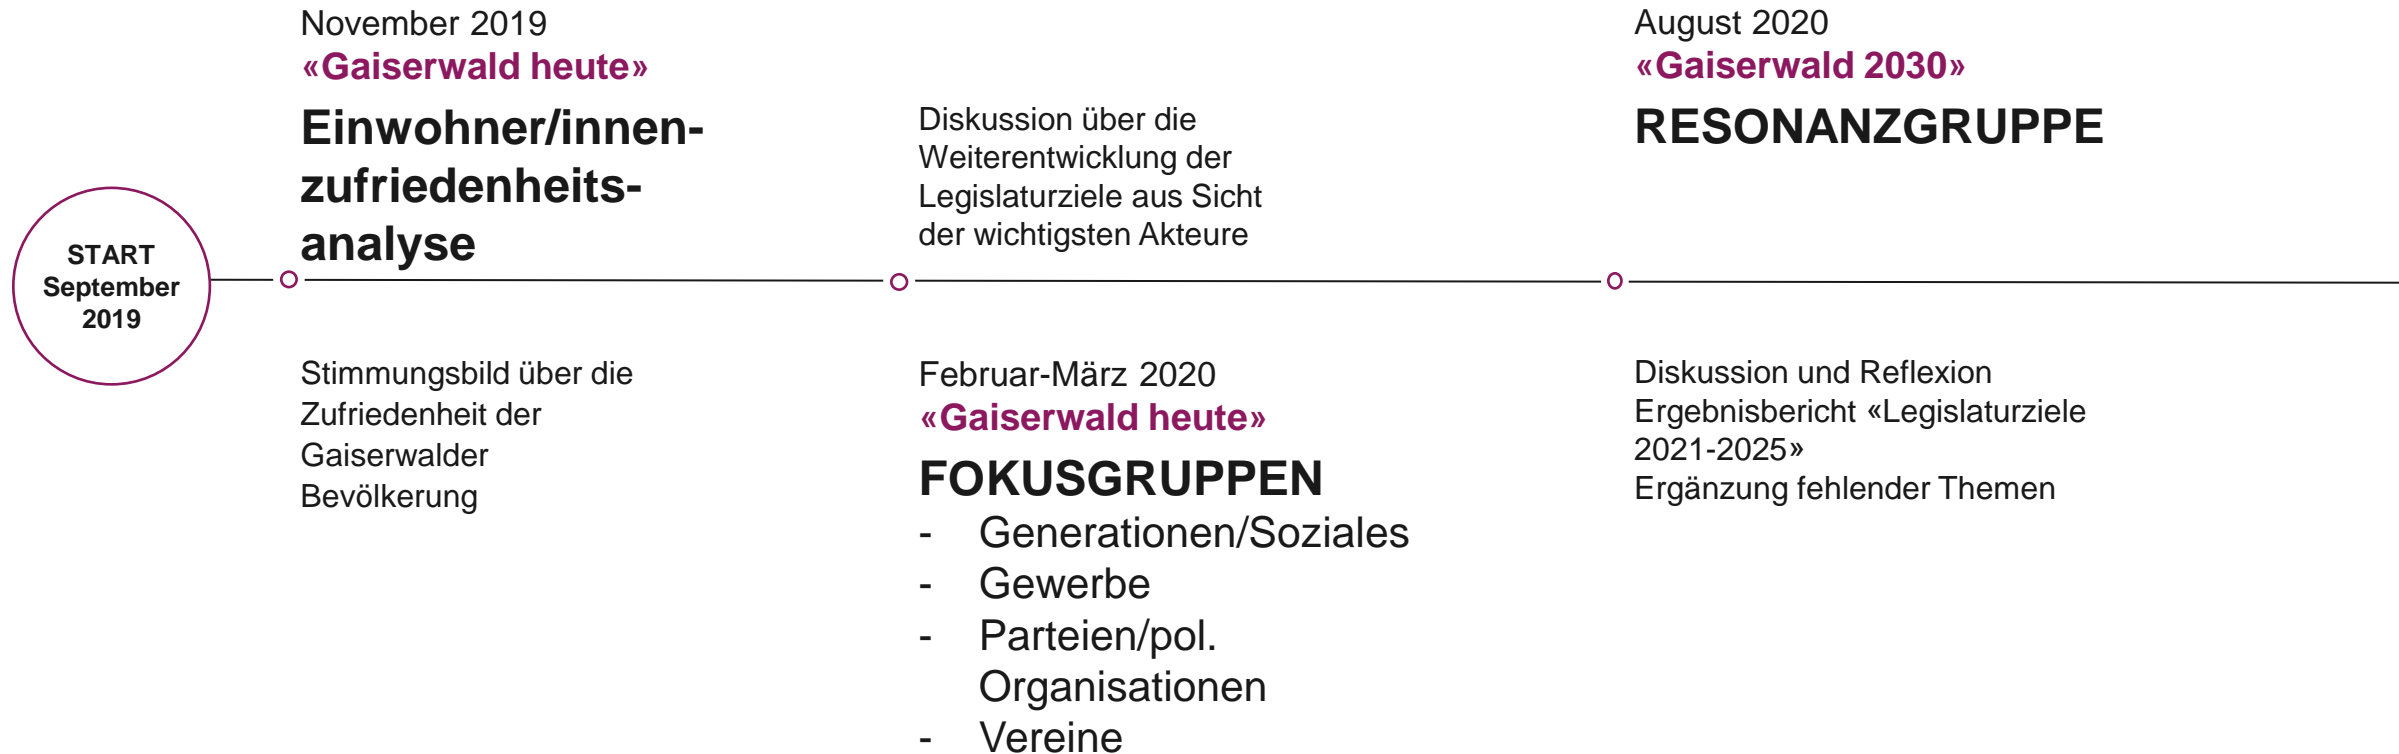 START
September
2019
November 2019
«Gaiserwald heute»
Einwohner/innen-
zufriedenheits-
analyse
Stimmungsbild über die
Zufriedenheit der
Gaiserwalder
Bevölkerung
Diskussion über die
Weiterentwicklung der
Legislaturziele aus Sicht
der wichtigsten Akteure
Februar-März 2020
«Gaiserwald heute»
FOKUSGRUPPEN
- Generationen/Soziales
- Gewerbe
- Parteien/pol.
Organisationen
- Vereine
August 2020
«Gaiserwald 2030»
RESONANZGRUPPE
Diskussion und Reflexion
Ergebnisbericht «Legislaturziele
2021-2025»
Ergänzung fehlender Themen